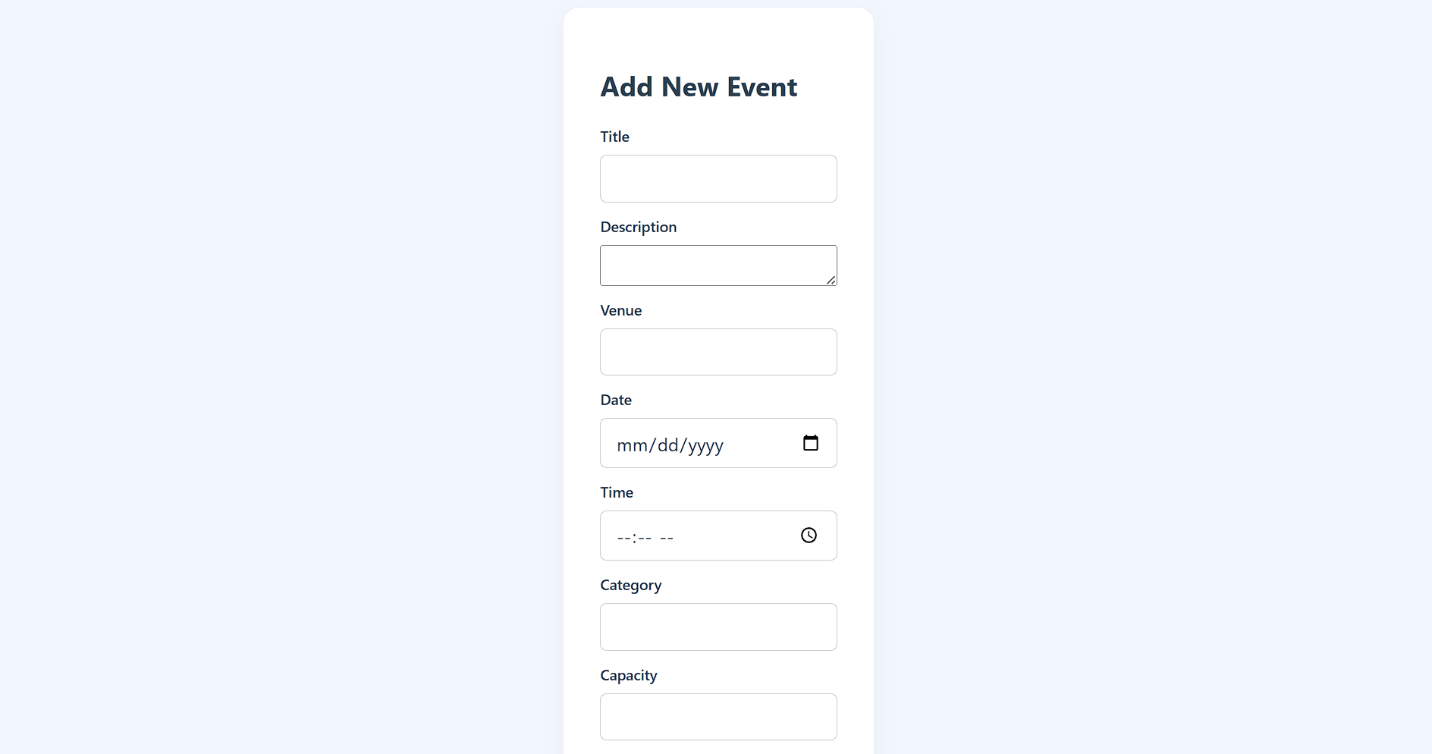 Add New Event
Title
Description
Venue
Date
mm/dd/yyyy
Time
--:-- --
Category
Capacity